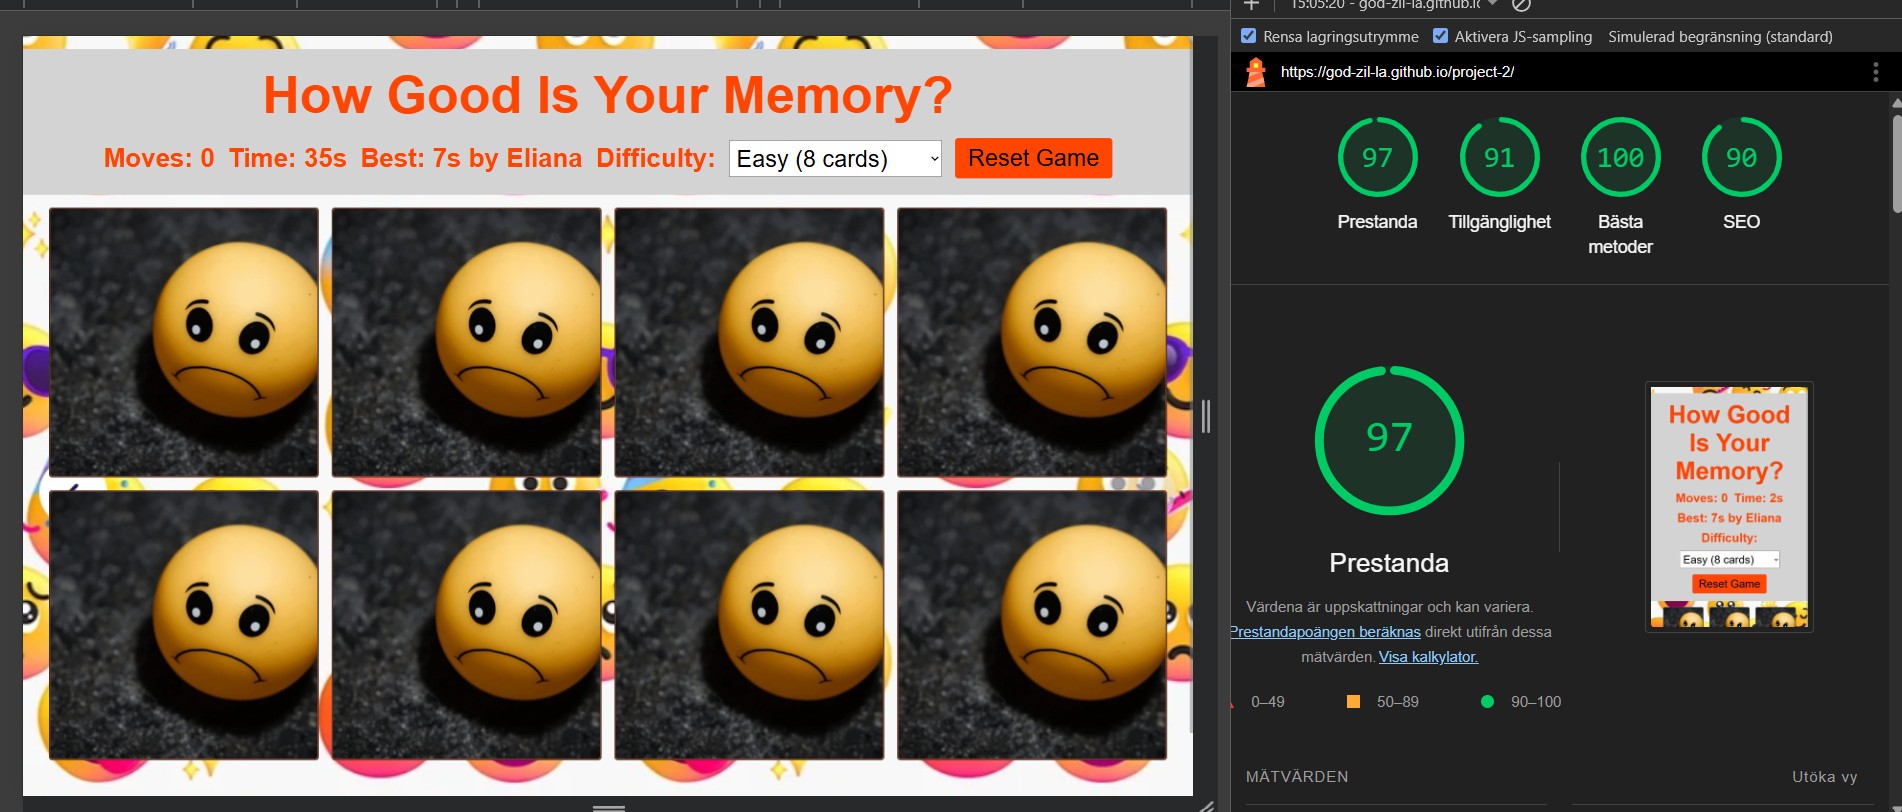 How Good Is Your Memory?
Moves: 0 Time: 35s Best: 7s by Eliana Difficulty: Easy (8 cards) Reset Game
15:05:20 - god-zil-la.github.ic
Rensa lagringsutrymme Aktivera JS-sampling Simulerad begränsning (standard)
https://god-zil-la.github.io/project-2/
97 91 100 90
Prestanda Tillgänglighet Bästa metoder SEO
97
Prestanda
Värdena är uppskattningar och kan variera.
Prestandapoängen beräknas direkt utifrån dessa
mätvärden. Visa kalkylator.
0–49 50–89 90–100
How Good
Is Your
Memory?
Moves: 0 Time: 2s
Best: 7s by Eliana
Difficulty:
Easy (8 cards)
Reset Game
MÄTVÄRDEN Utöka vy